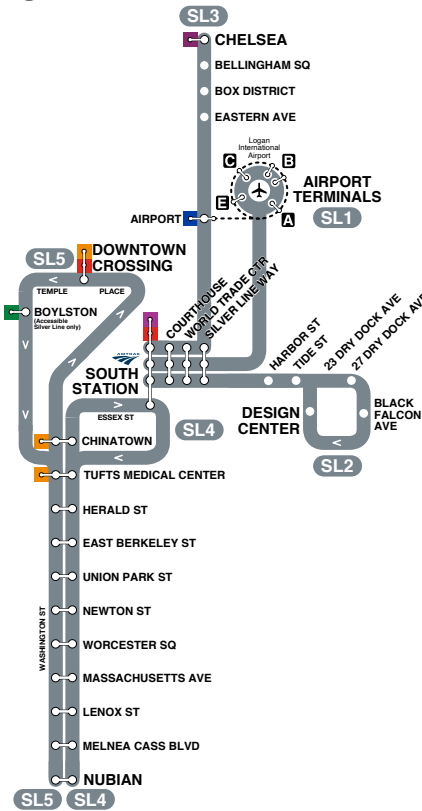 SL3
CHELSEA
BELLINGHAM SQ
BOX DISTRICT
EASTERN AVE
Logan
International
Airport
C
B
E
A
AIRPORT
TERMINALS
SL1
AIRPORT
SL5
DOWNTOWN
CROSSING
TEMPLE
PLACE
BOYLSTON
(Accessible
Silver Line only)
COURTHOUSE
WORLD TRADE CTR
SILVER LINE WAY
AMTRAK
SOUTH
STATION
HARBOR ST
TIDE ST
23 DRY DOCK AVE
27 DRY DOCK AVE
ESSEX ST
SL4
DESIGN
CENTER
BLACK
FALCON
AVE
SL2
CHINATOWN
TUFTS MEDICAL CENTER
HERALD ST
EAST BERKELEY ST
UNION PARK ST
NEWTON ST
WASHINGTON ST
WORCESTER SQ
MASSACHUSETTS AVE
LENOX ST
MELNEA CASS BLVD
NUBIAN
SL5
SL4